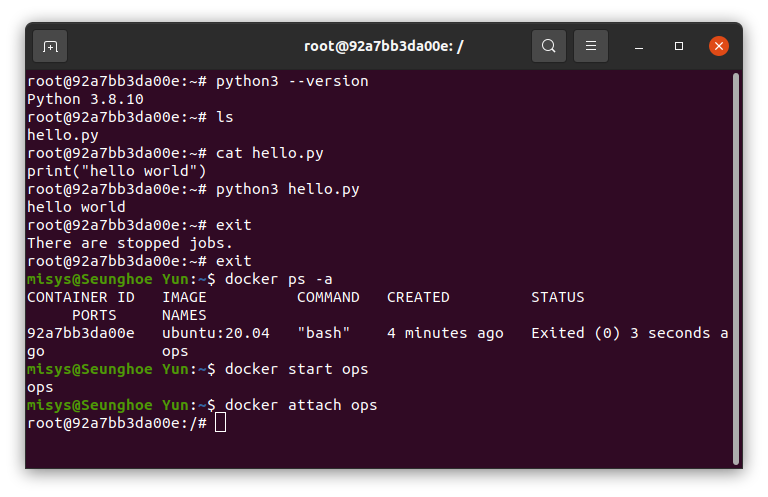 root@92a7bb3da00e: /
root@92a7bb3da00e:~# python3 --version
Python 3.8.10
root@92a7bb3da00e:~# ls
hello.py
root@92a7bb3da00e:~# cat hello.py
print("hello world")
root@92a7bb3da00e:~# python3 hello.py
hello world
root@92a7bb3da00e:~# exit
There are stopped jobs.
root@92a7bb3da00e:~# exit
misys@Seunghoe Yun:~$ docker ps -a
CONTAINER ID   IMAGE          COMMAND   CREATED         STATUS
     PORTS     NAMES
92a7bb3da00e   ubuntu:20.04   "bash"    4 minutes ago   Exited (0) 3 seconds a
go             ops
misys@Seunghoe Yun:~$ docker start ops
ops
misys@Seunghoe Yun:~$ docker attach ops
root@92a7bb3da00e:/#